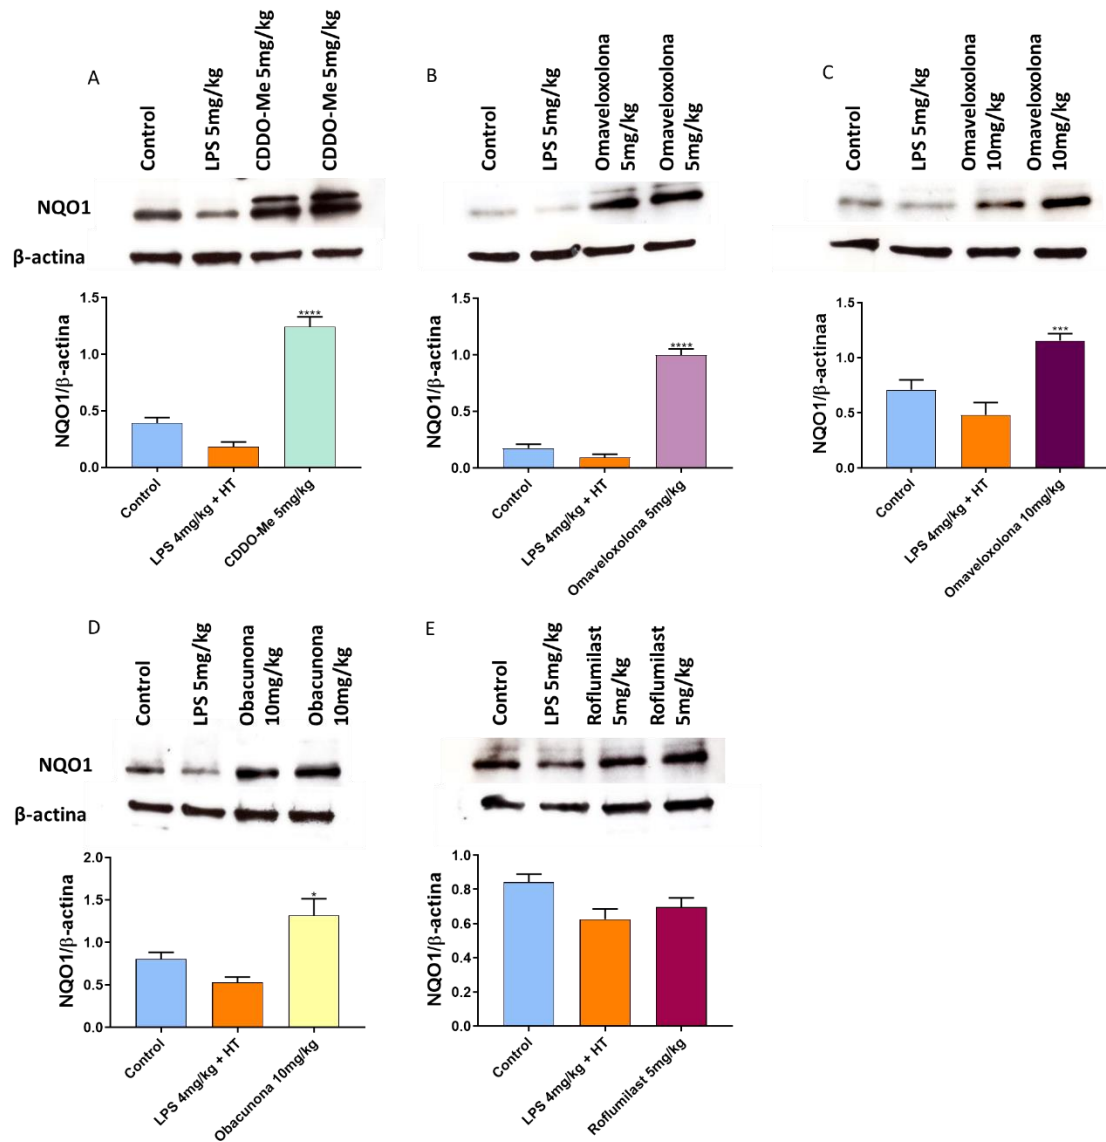 A
Control
LPS 5mg/kg
CDDO-Me 5mg/kg
CDDO-Me 5mg/kg
NQO1
β-actina
NQO1/β-actina
1.5
1.0
0.5
0.0
****
Control
LPS 4mg/kg + HT
CDDO-Me 5mg/kg
B
Control
LPS 5mg/kg
Omaveloxolona
5mg/kg
Omaveloxolona
5mg/kg
NQO1/β-actina
1.5
1.0
0.5
0.0
****
Control
LPS 4mg/kg + HT
Omaveloxolona 5mg/kg
C
Control
LPS 5mg/kg
Omaveloxolona
10mg/kg
Omaveloxolona
10mg/kg
NQO1/β-actinaa
1.5
1.0
0.5
0.0
***
Control
LPS 4mg/kg + HT
Omaveloxolona 10mg/kg
D
Control
LPS 5mg/kg
Obacunona
10mg/kg
Obacunona
10mg/kg
NQO1
β-actina
NQO1/β-actina
2.0
1.5
1.0
0.5
0.0
*
Control
LPS 4mg/kg + HT
Obacunona 10mg/kg
E
Control
LPS 5mg/kg
Roflumilast
5mg/kg
Roflumilast
5mg/kg
NQO1/β-actina
1.0
0.8
0.6
0.4
0.2
0.0
Control
LPS 4mg/kg + HT
Roflumilast 5mg/kg